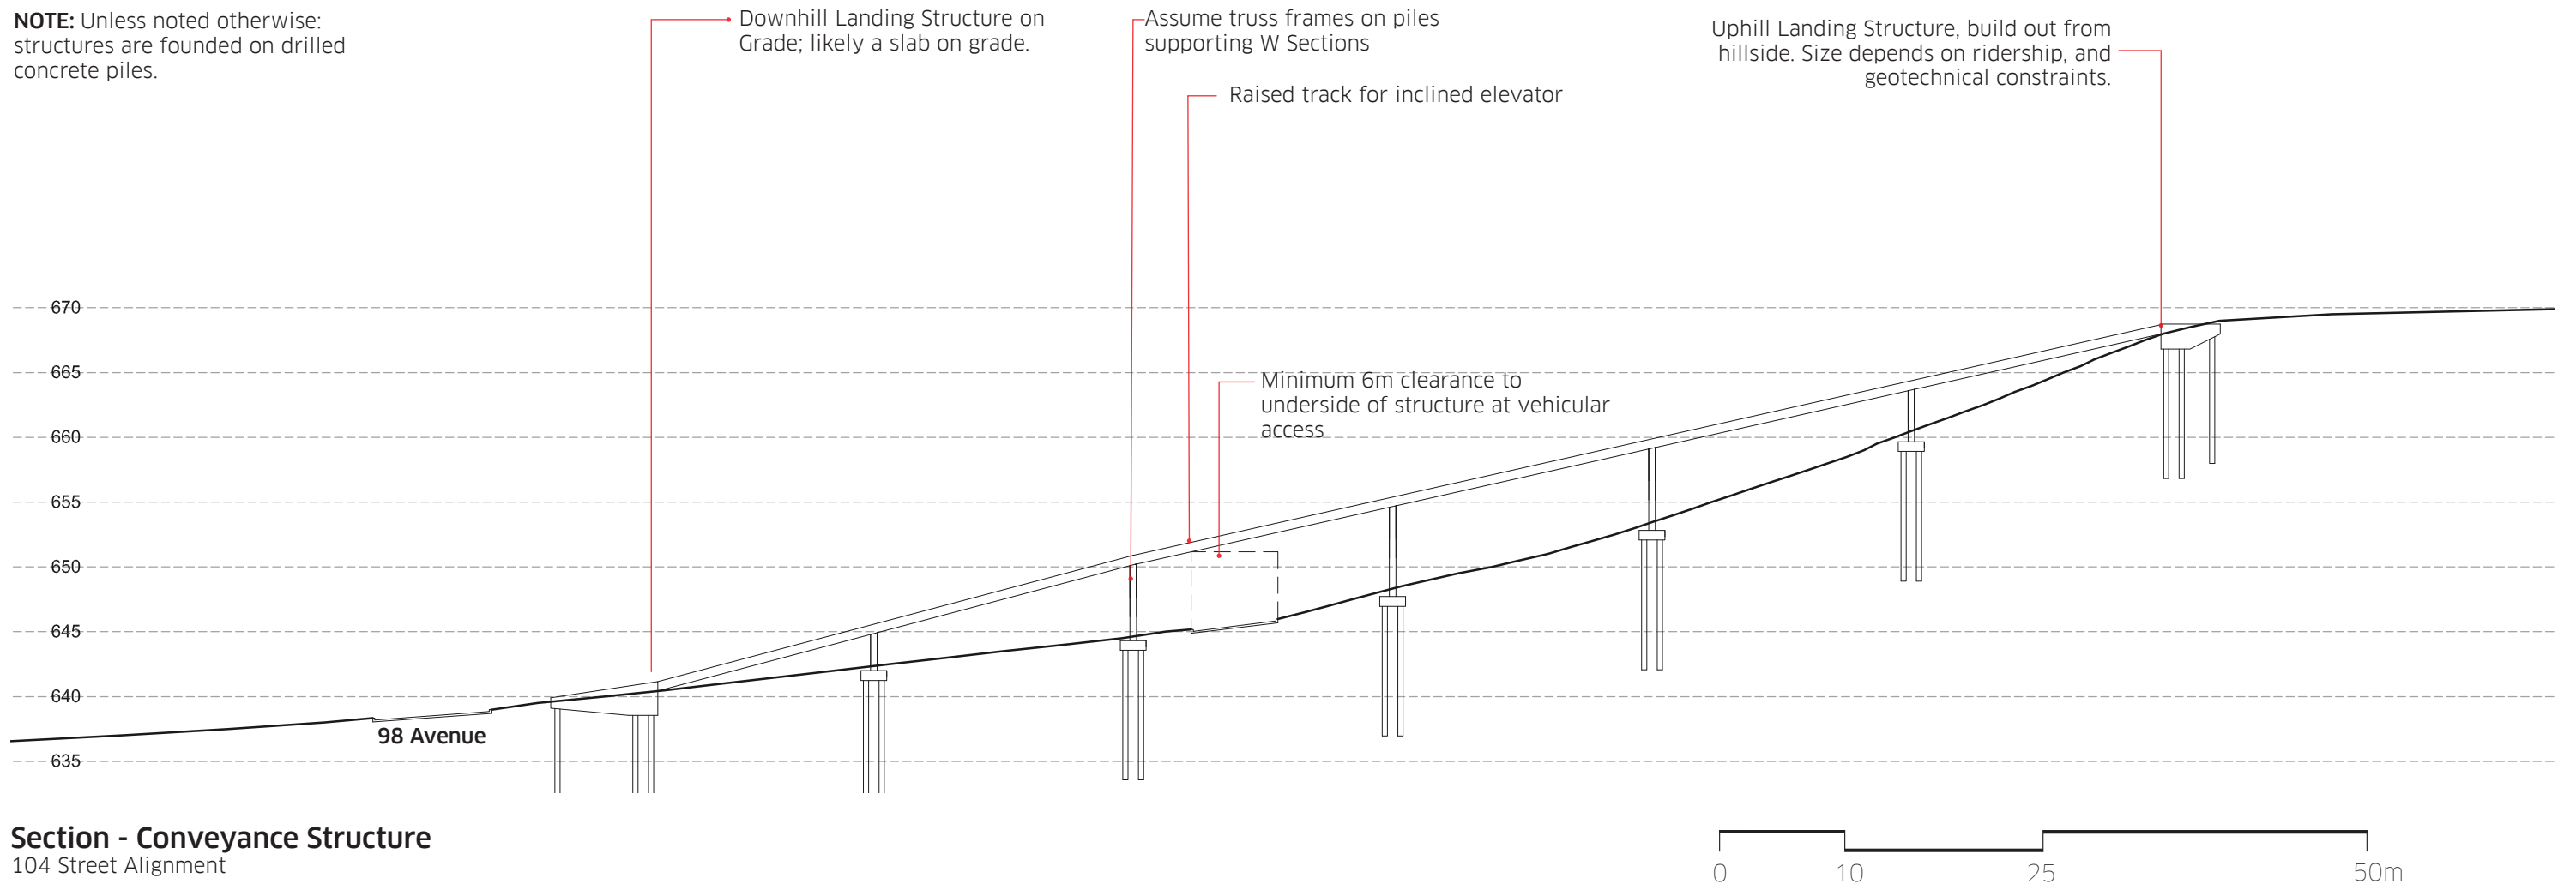 NOTE: Unless noted otherwise:
structures are founded on drilled
concrete piles.
Downhill Landing Structure on
Grade; likely a slab on grade.
Assume truss frames on piles
supporting W Sections
Raised track for inclined elevator
Uphill Landing Structure, build out from
hillside. Size depends on ridership, and
geotechnical constraints.
670
665
Minimum 6m clearance to
underside of structure at vehicular
access
660
655
650
645
640
98 Avenue
635
Section - Conveyance Structure
104 Street Alignment
0 10 25 50m